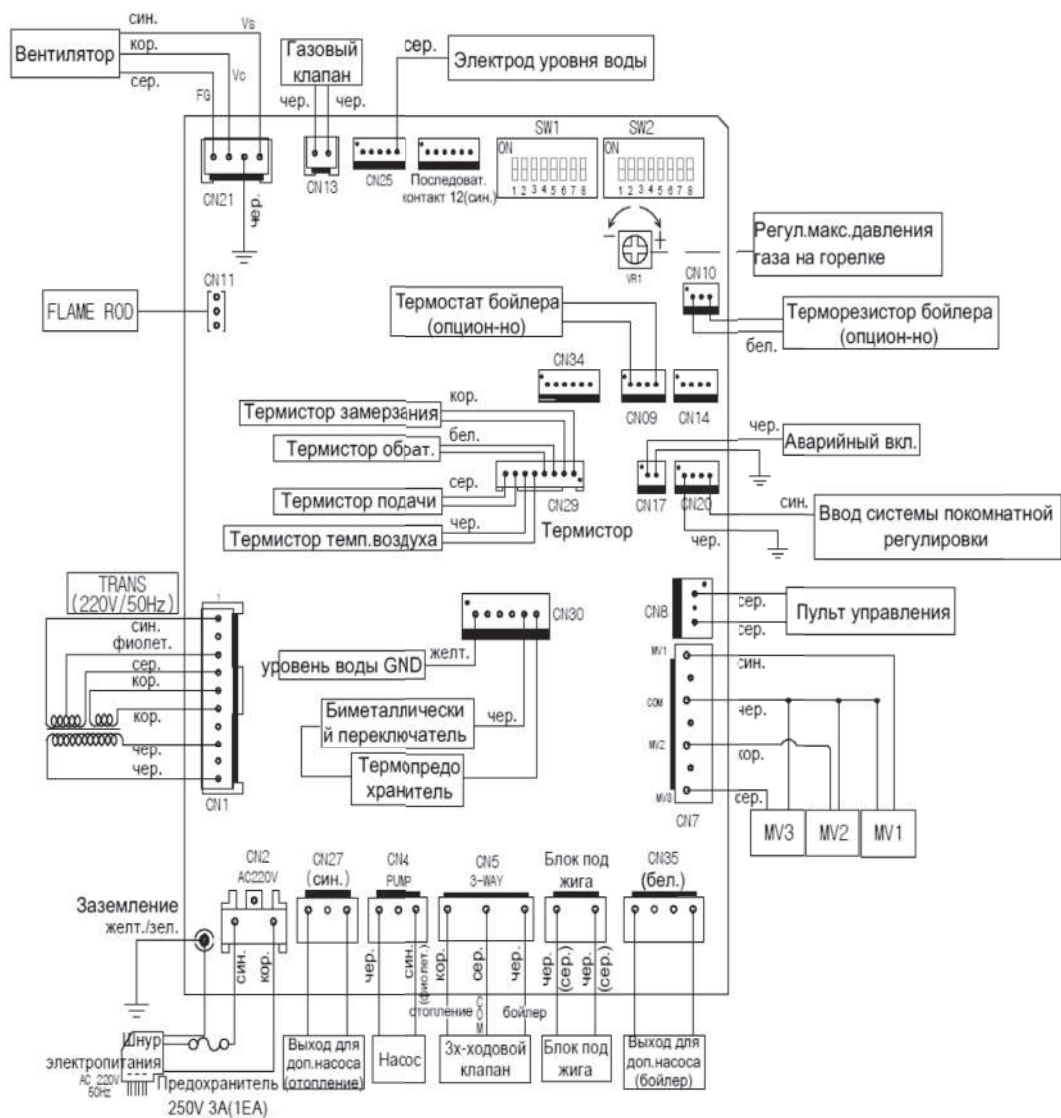 син.
Vs
Вентилятор
кор.
Vc
сер.
FG
Газовый
клапан
чер.
чер.
сер.
Электрод уровня воды
SW1
SW2
ON
ON
1 2 3 4 5 6 7 8
1 2 3 4 5 6 7 8
CN21
чер.
CN13
CN25
Последоват.
контакт 12(син.)
Регул.макс.давления
газа на горелке
− +
VR1
CN11
FLAME ROD
CN10
Термостат бойлера
(опцион-но)
Терморезистор бойлера
(опцион-но)
бел.
CN34
CN09
CN14
кор.
Термистор замерзания
бел.
Термистор обрат.
сер.
Термистор подачи
чер.
Термистор темп.воздуха
CN29
Термистор
чер.
Аварийный вкл.
CN17
CN20
син.
Ввод системы покомнатной
регулировки
чер.
TRANS
(220V/50Hz)
1
син.
фиолет.
сер.
кор.
кор.
чер.
чер.
CN1
CN30
желт.
уровень воды GND
чер.
Биметаллически
й переключатель
Термопредо
хранитель
CN8
сер.
сер.
Пульт управления
MV1
син.
COM
чер.
MV2
кор.
MV3
сер.
CN7
MV3
MV2
MV1
CN2
AC220V
CN27
(син.)
CN4
PUMP
CN5
3-WAY
Блок под
жига
CN35
(бел.)
Заземление
желт./зел.
син.
кор.
чер.
син.
(фиолет.)
кор.
сер.
чер.
чер.
(сер.)
чер.
(сер.)
отопление
COM
бойлер
Шнур
электропитания
AC 220V
50Hz
Предохранитель
250V 3A(1EA)
Выход для
доп.насоса
(отопление)
Насос
3х-ходовой
клапан
Блок под
жига
Выход для
доп.насоса
(бойлер)